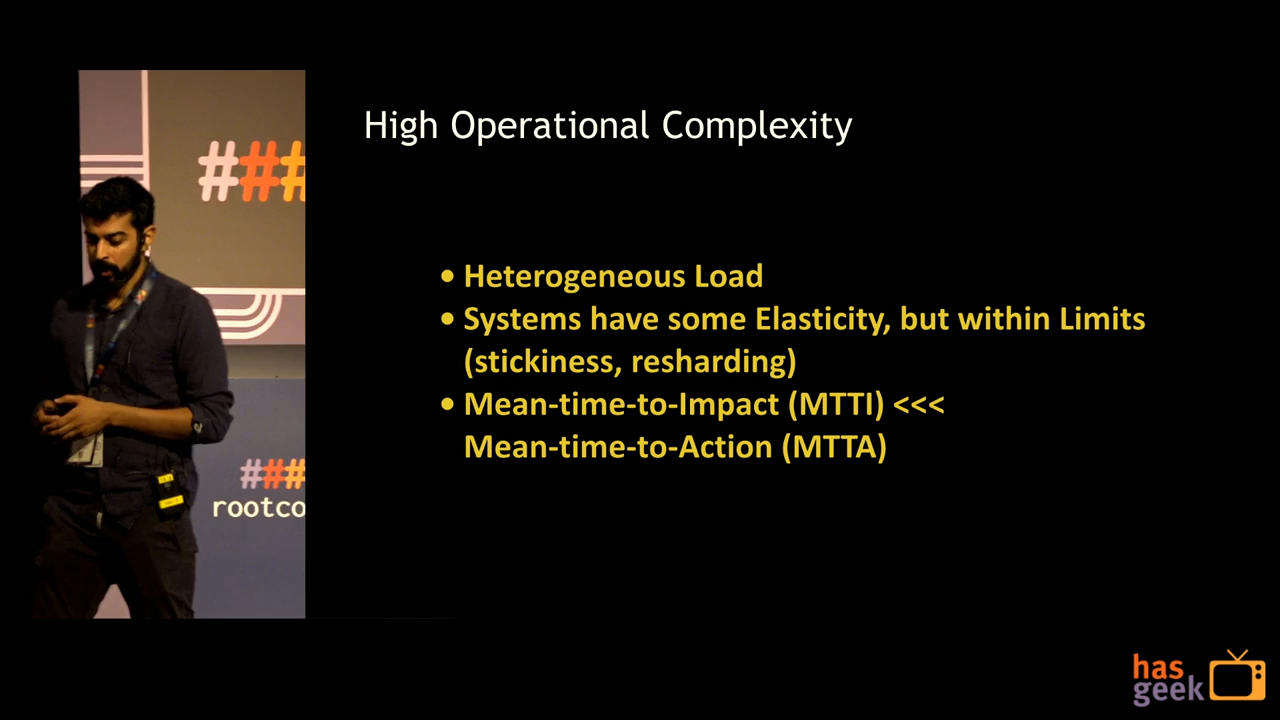 High Operational Complexity
• Heterogeneous Load
• Systems have some Elasticity, but within Limits
(stickiness, resharding)
• Mean-time-to-Impact (MTTI) <<<
Mean-time-to-Action (MTTA)
###
###
rootco
has
geek